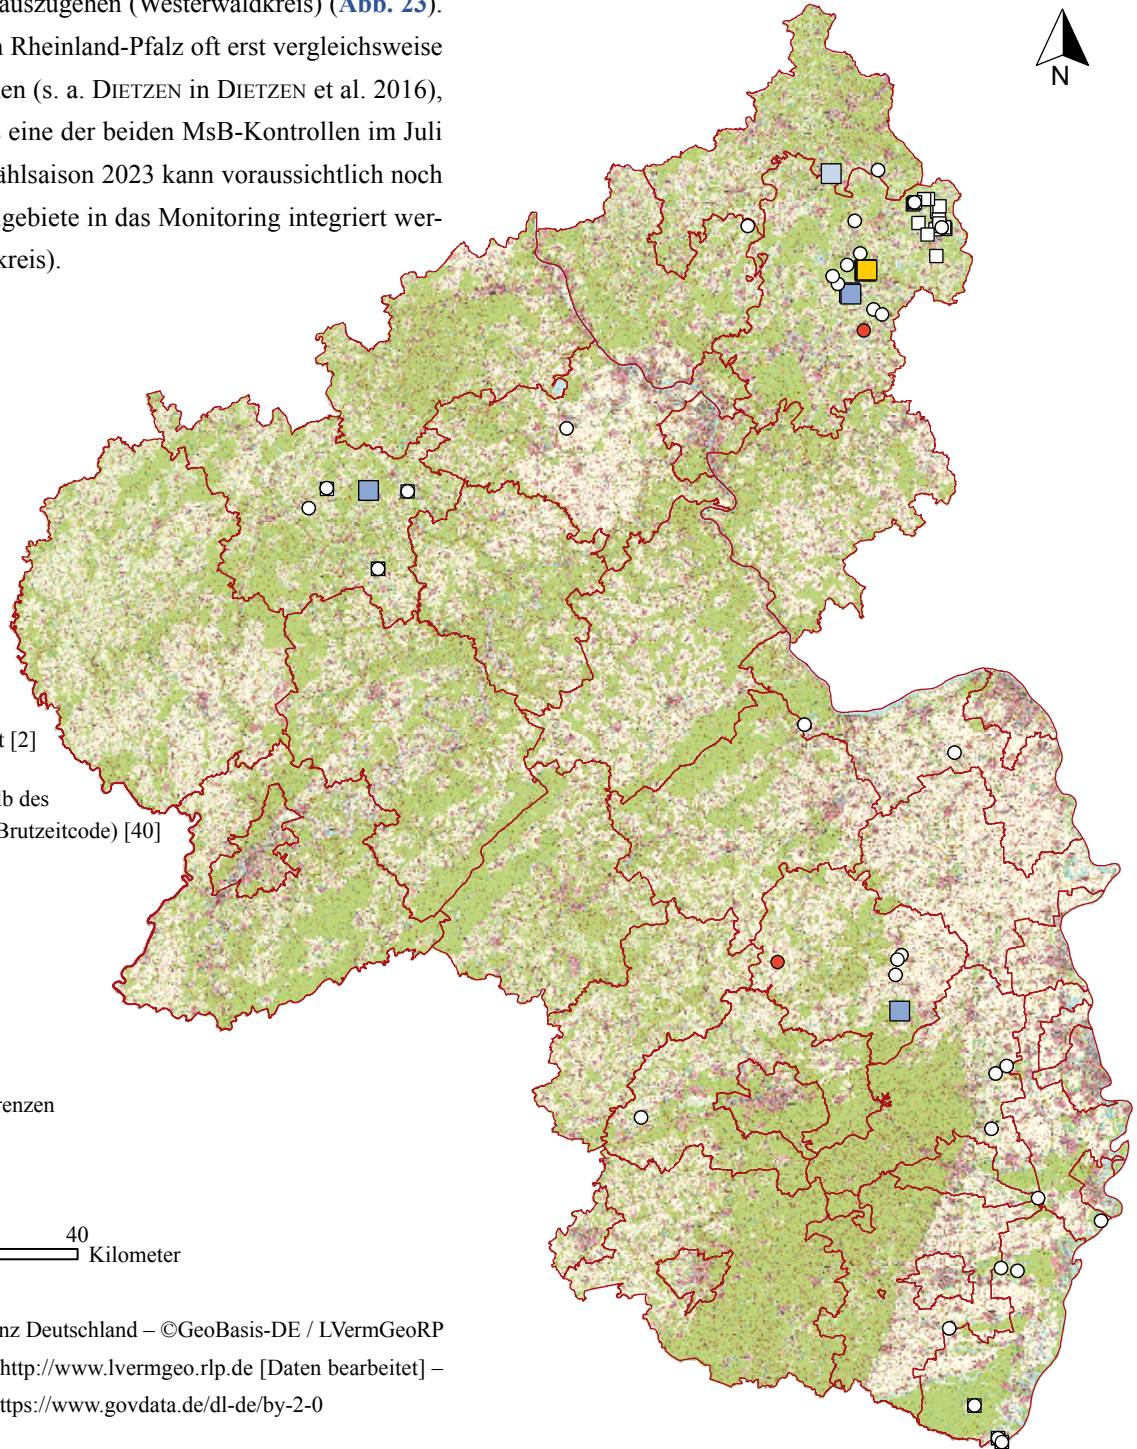 auszugehen (Westerwaldkreis) (Abb. 23).
Rheinland-Pfalz oft erst vergleichsweise
en (s. a. DIETZEN in DIETZEN et al. 2016),
eine der beiden MsB-Kontrollen im Juli
ählsaison 2023 kann voraussichtlich noch
gebiete in das Monitoring integriert wer-
kreis).
N
t [2]
lb des
Brutzeitcode) [40]
renzen
40
Kilometer
nz Deutschland – ©GeoBasis-DE / LVermGeoRP
http://www.lvermgeo.rlp.de [Daten bearbeitet] –
ttps://www.govdata.de/dl-de/by-2-0